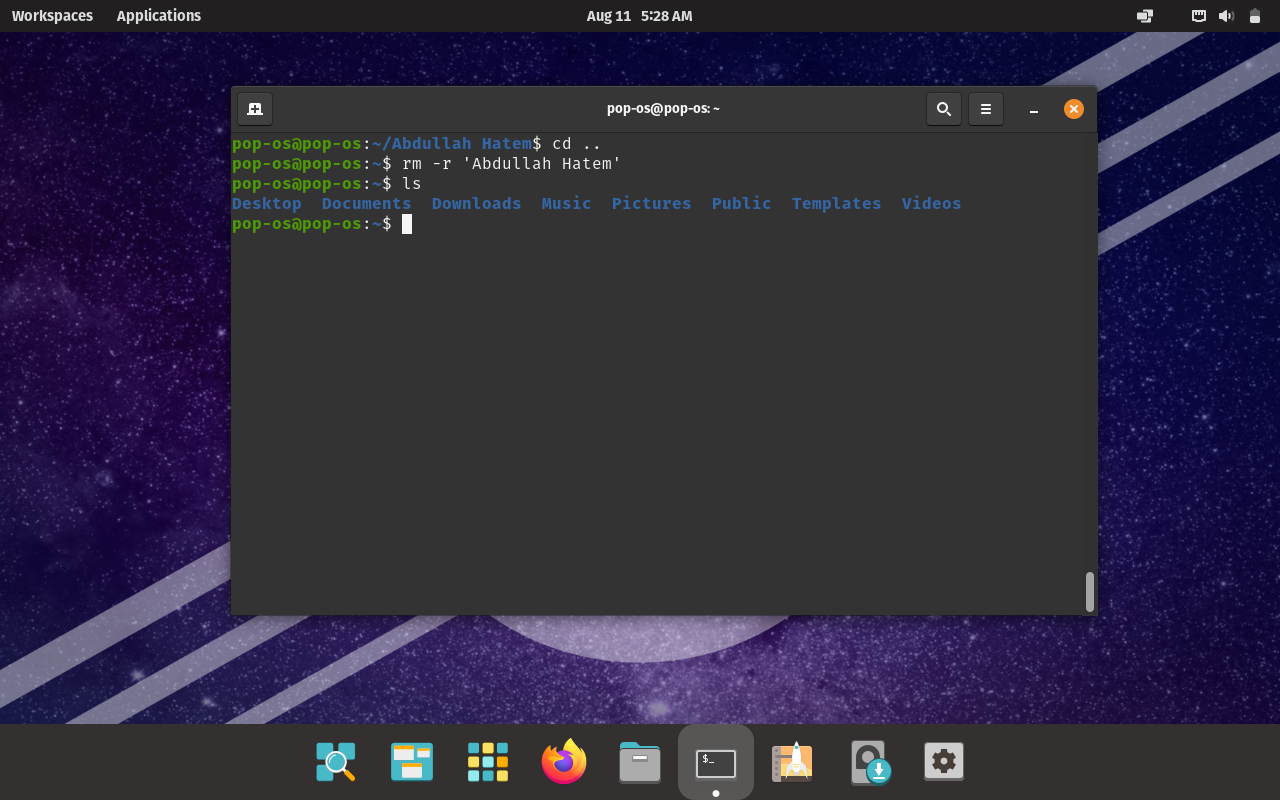 Workspaces Applications Aug 11 5:28 AM
pop-os@pop-os: ~
pop-os@pop-os:~/Abdullah Hatem$ cd ..
pop-os@pop-os:~$ rm -r 'Abdullah Hatem'
pop-os@pop-os:~$ ls
Desktop Documents Downloads Music Pictures Public Templates Videos
pop-os@pop-os:~$
$_